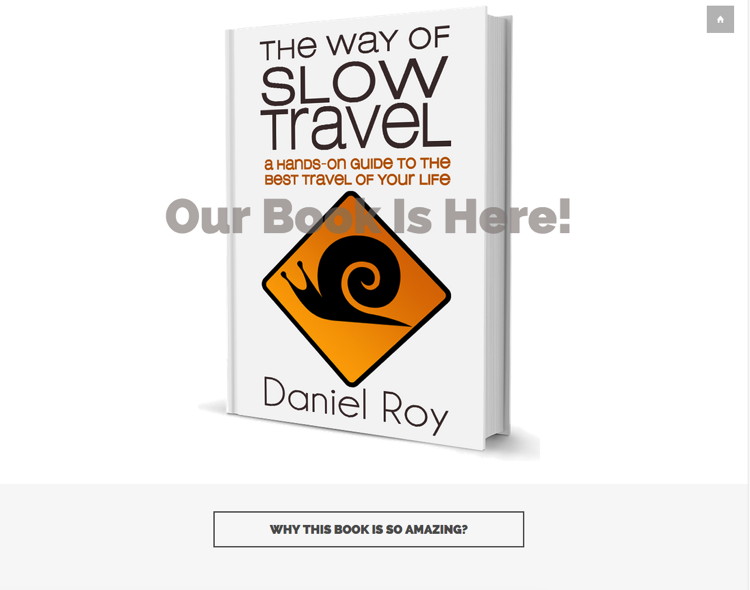 THE WAY OF
SLOW
TRAVEL
A HANDS-ON GUIDE TO THE
BEST TRAVEL OF YOUR LIFE
Our Book Is Here!
Daniel Roy
WHY THIS BOOK IS SO AMAZING?